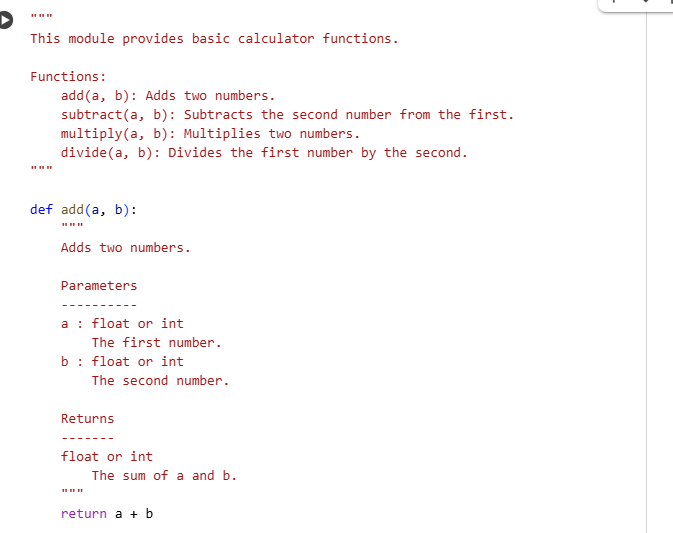 """
This module provides basic calculator functions.
Functions:
add(a, b): Adds two numbers.
subtract(a, b): Subtracts the second number from the first.
multiply(a, b): Multiplies two numbers.
divide(a, b): Divides the first number by the second.
"""
def add(a, b):
"""
Adds two numbers.
Parameters
----------
a : float or int
The first number.
b : float or int
The second number.
Returns
-------
float or int
The sum of a and b.
"""
return a + b